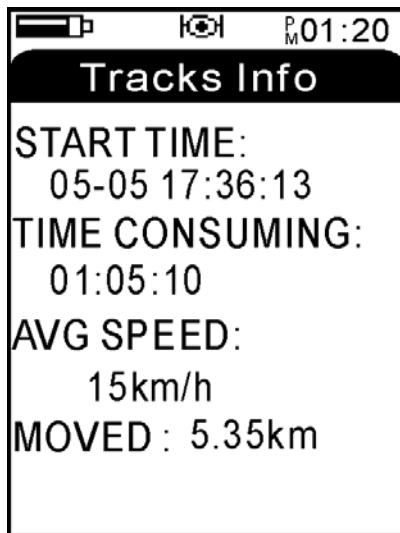 PM01:20
Tracks Info
START TIME:
05-05 17:36:13
TIME CONSUMING:
01:05:10
AVG SPEED:
15km/h
MOVED : 5.35km